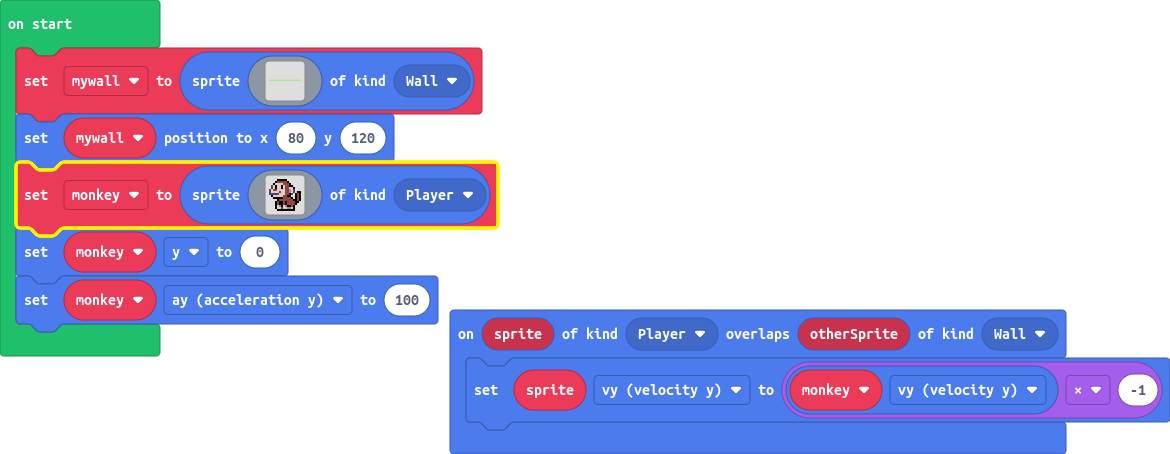 on start
set mywall to sprite of kind Wall
set mywall position to x 80 y 120
set monkey to sprite of kind Player
set monkey y to 0
set monkey ay (acceleration y) to 100
on sprite of kind Player overlaps otherSprite of kind Wall
set sprite vy (velocity y) to monkey vy (velocity y) × -1